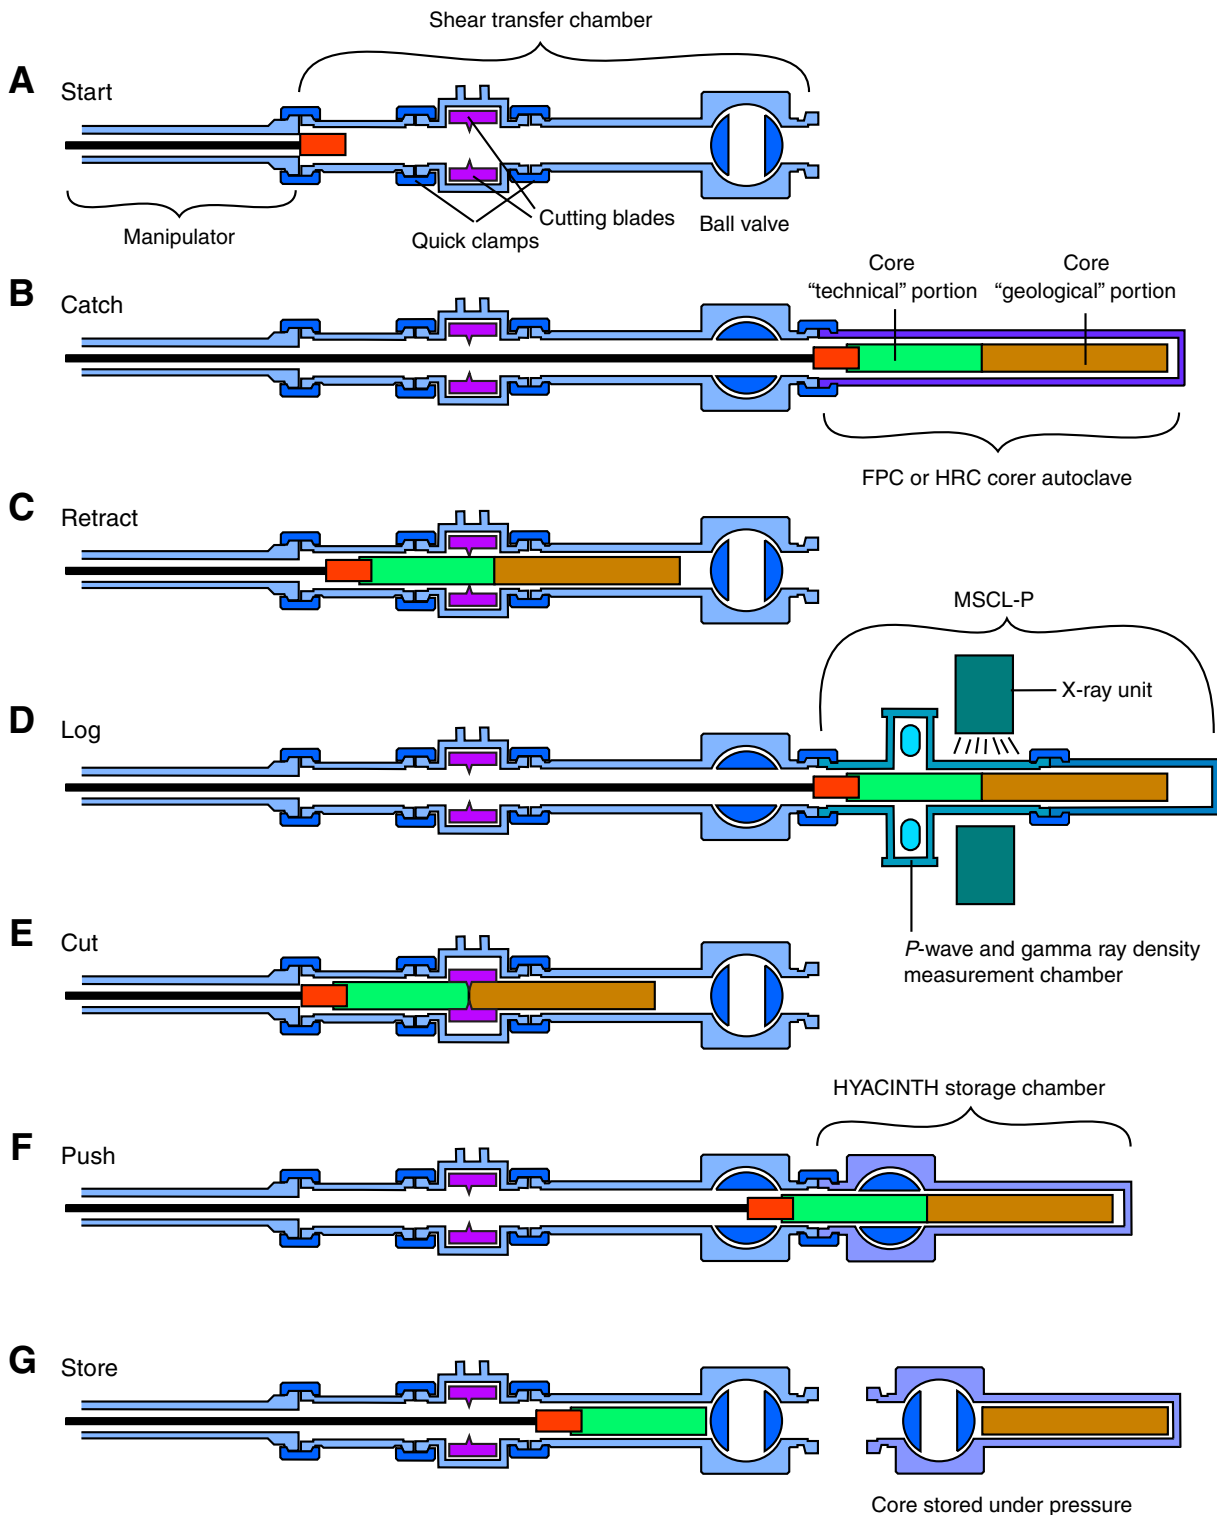 Shear transfer chamber
A
Start
Manipulator
Quick clamps
Cutting blades
Ball valve
B
Catch
Core
“technical” portion
Core
“geological” portion
FPC or HRC corer autoclave
C
Retract
MSCL-P
X-ray unit
D
Log
P-wave and gamma ray density
measurement chamber
E
Cut
HYACINTH storage chamber
F
Push
G
Store
Core stored under pressure